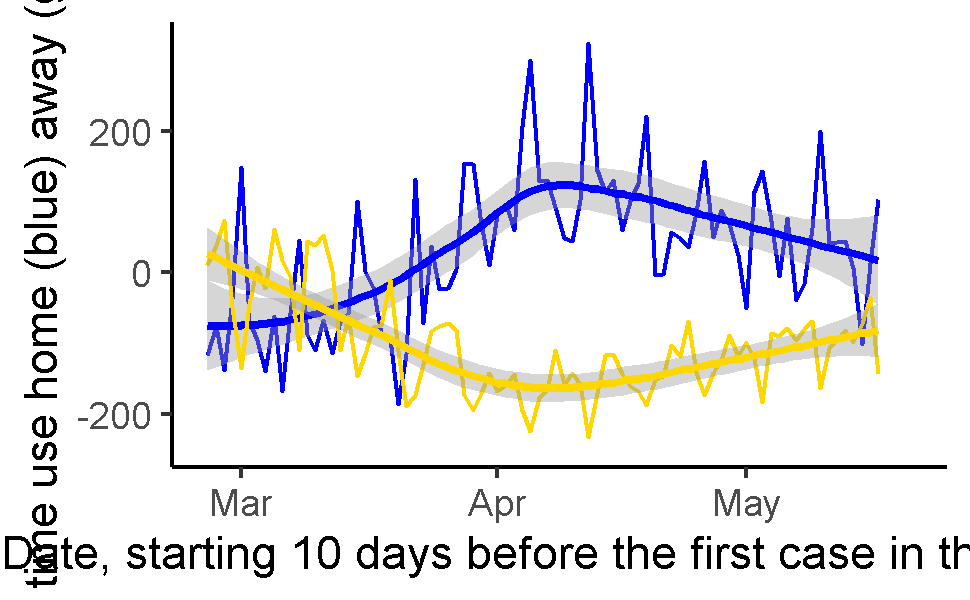 time use home (blue) away (
200
0
-200
Mar Apr May
Date, starting 10 days before the first case in th